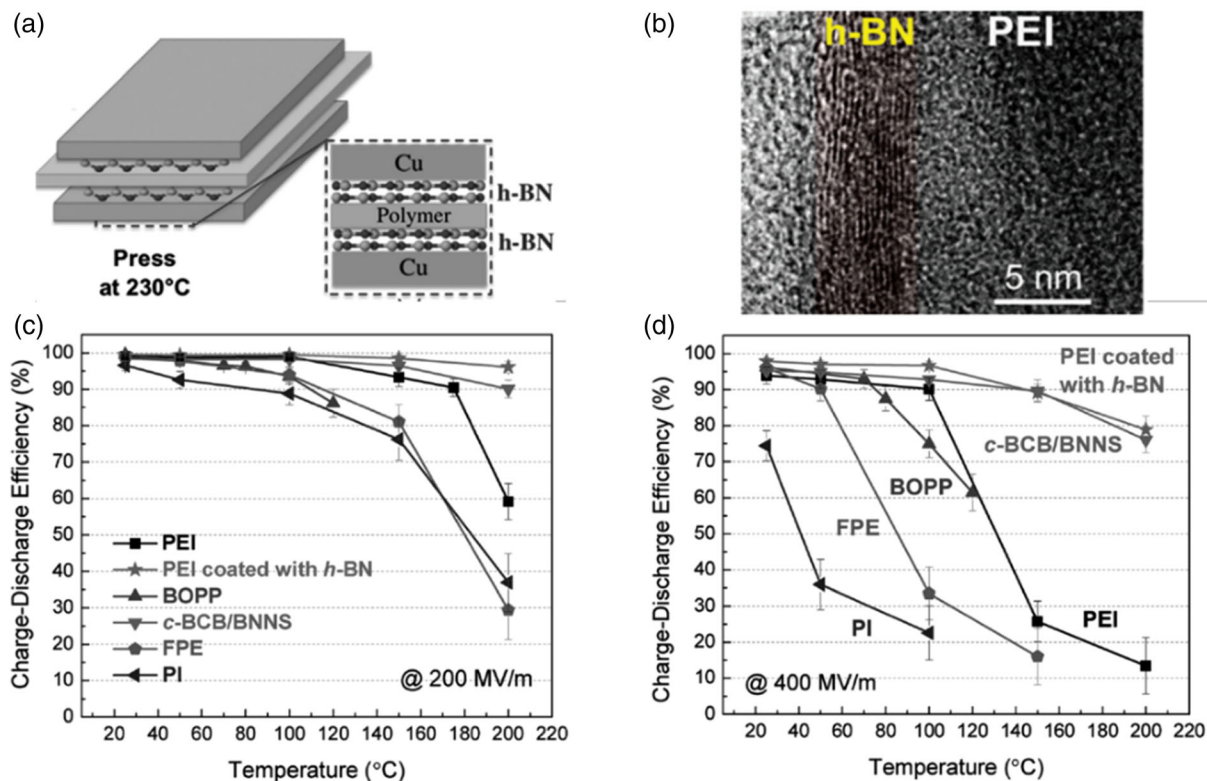 (a)
Cu
h-BN
Polymer
h-BN
Cu
Press
at 230°C
(b)
h-BN PEI
5 nm
(c)
Charge-Discharge Efficiency (%)
100
90
80
70
60
50
40
30
20
10
0
PEI
PEI coated with h-BN
BOPP
c-BCB/BNNS
FPE
PI
@ 200 MV/m
20 40 60 80 100 120 140 160 180 200 220
Temperature (°C)
(d)
Charge-Discharge Efficiency (%)
100
90
80
70
60
50
40
30
20
10
0
PEI coated
with h-BN
c-BCB/BNNS
BOPP
FPE
PI
PEI
@ 400 MV/m
20 40 60 80 100 120 140 160 180 200 220
Temperature (°C)